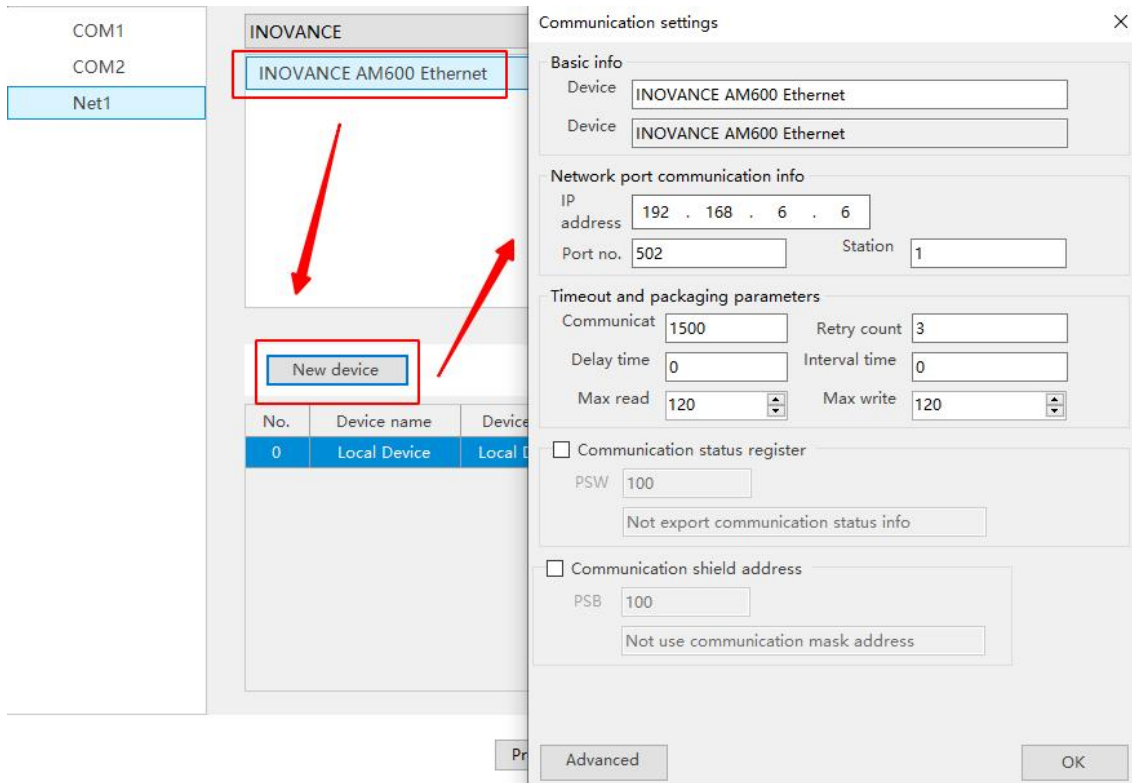 COM1
COM2
Net1
INOVANCE
INOVANCE AM600 Ethernet
New device
No. Device name Device
0 Local Device Local
Pr
Communication settings
Basic info
Device INOVANCE AM600 Ethernet
Device INOVANCE AM600 Ethernet
Network port communication info
IP
address 192 . 168 . 6 . 6
Port no. 502 Station 1
Timeout and packaging parameters
Communicat 1500 Retry count 3
Delay time 0 Interval time 0
Max read 120 Max write 120
Communication status register
PSW 100
Not export communication status info
Communication shield address
PSB 100
Not use communication mask address
Advanced OK